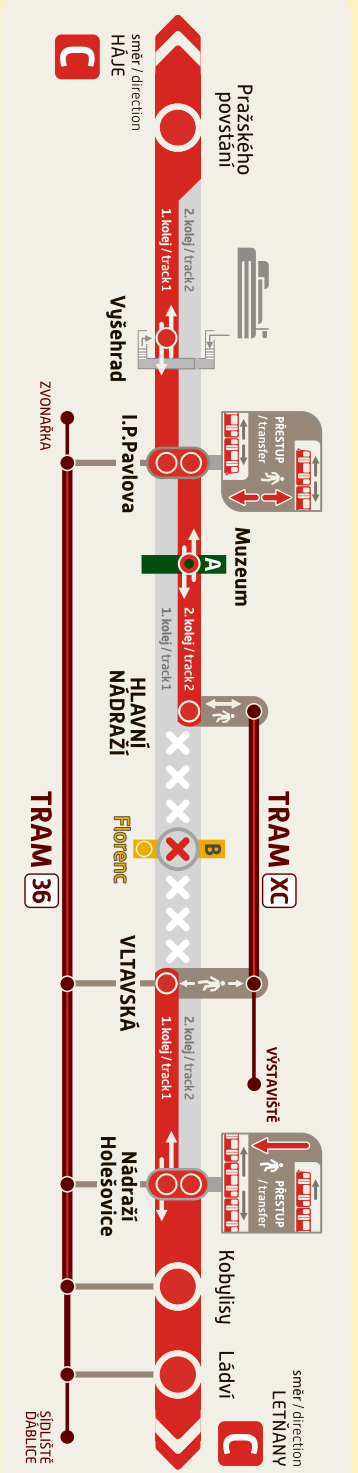 C
směr / direction
HÁJE
Pražského
povstání
2. kolej / track 2
1. kolej / track 1
Vyšehrad
I.P.Pavlova
PŘESTUP
/ transfer
Muzeum
A
2. kolej / track 2
1. kolej / track 1
HLAVNÍ
NÁDRAŽÍ
B
Florenc
VLTAVSKÁ
2. kolej / track 2
1. kolej / track 1
Nádraží
Holešovice
PŘESTUP
/ transfer
Kobylisy
Ládví
směr / direction
LETŇANY
C
TRAM XC
VÝSTAVIŠTĚ
ZVONAŘKA
TRAM 36
SÍDLIŠTĚ
ĎÁBLICE